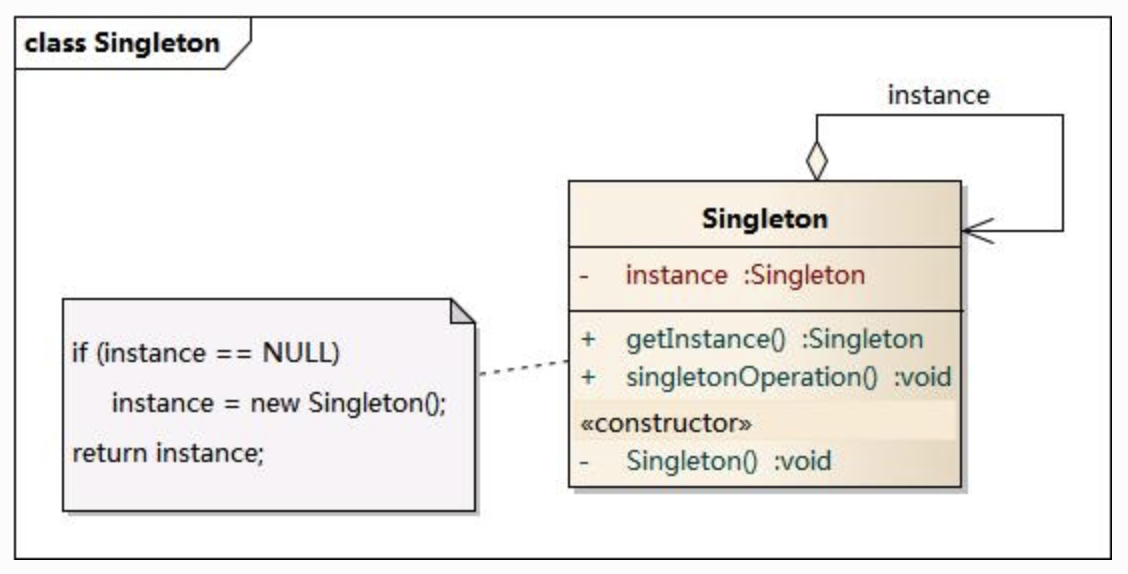 class Singleton
instance
Singleton
- instance :Singleton
+ getInstance() :Singleton
+ singletonOperation() :void
«constructor»
- Singleton() :void
if (instance == NULL)
instance = new Singleton();
return instance;